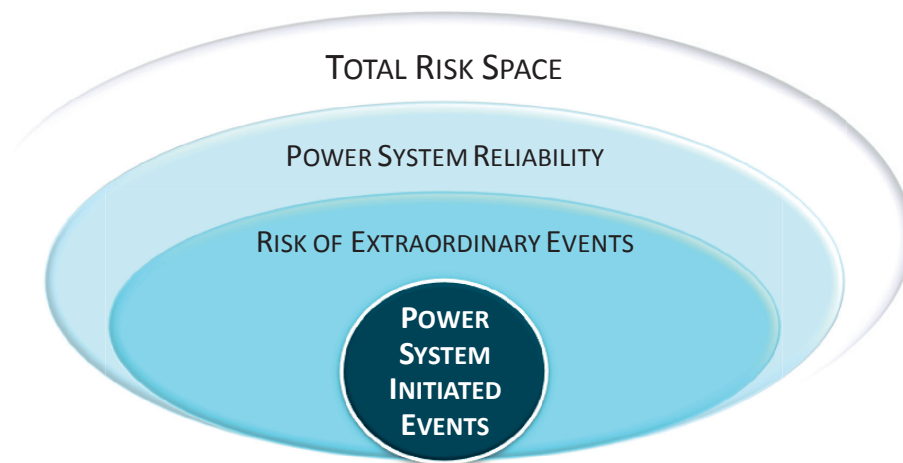 TOTAL RISK SPACE
POWER SYSTEM RELIABILITY
RISK OF EXTRAORDINARY EVENTS
POWER
SYSTEM
INITIATED
EVENTS